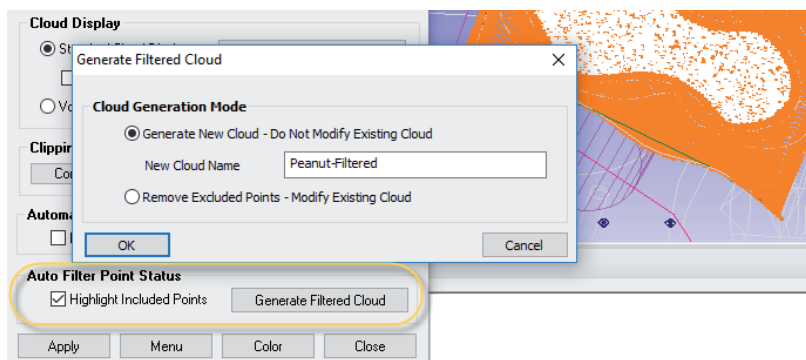 Cloud Display
Generate Filtered Cloud
Cloud Generation Mode
Generate New Cloud - Do Not Modify Existing Cloud
New Cloud Name
Peanut-Filtered
Remove Excluded Points - Modify Existing Cloud
OK
Cancel
Auto Filter Point Status
Highlight Included Points
Generate Filtered Cloud
Apply
Menu
Color
Close